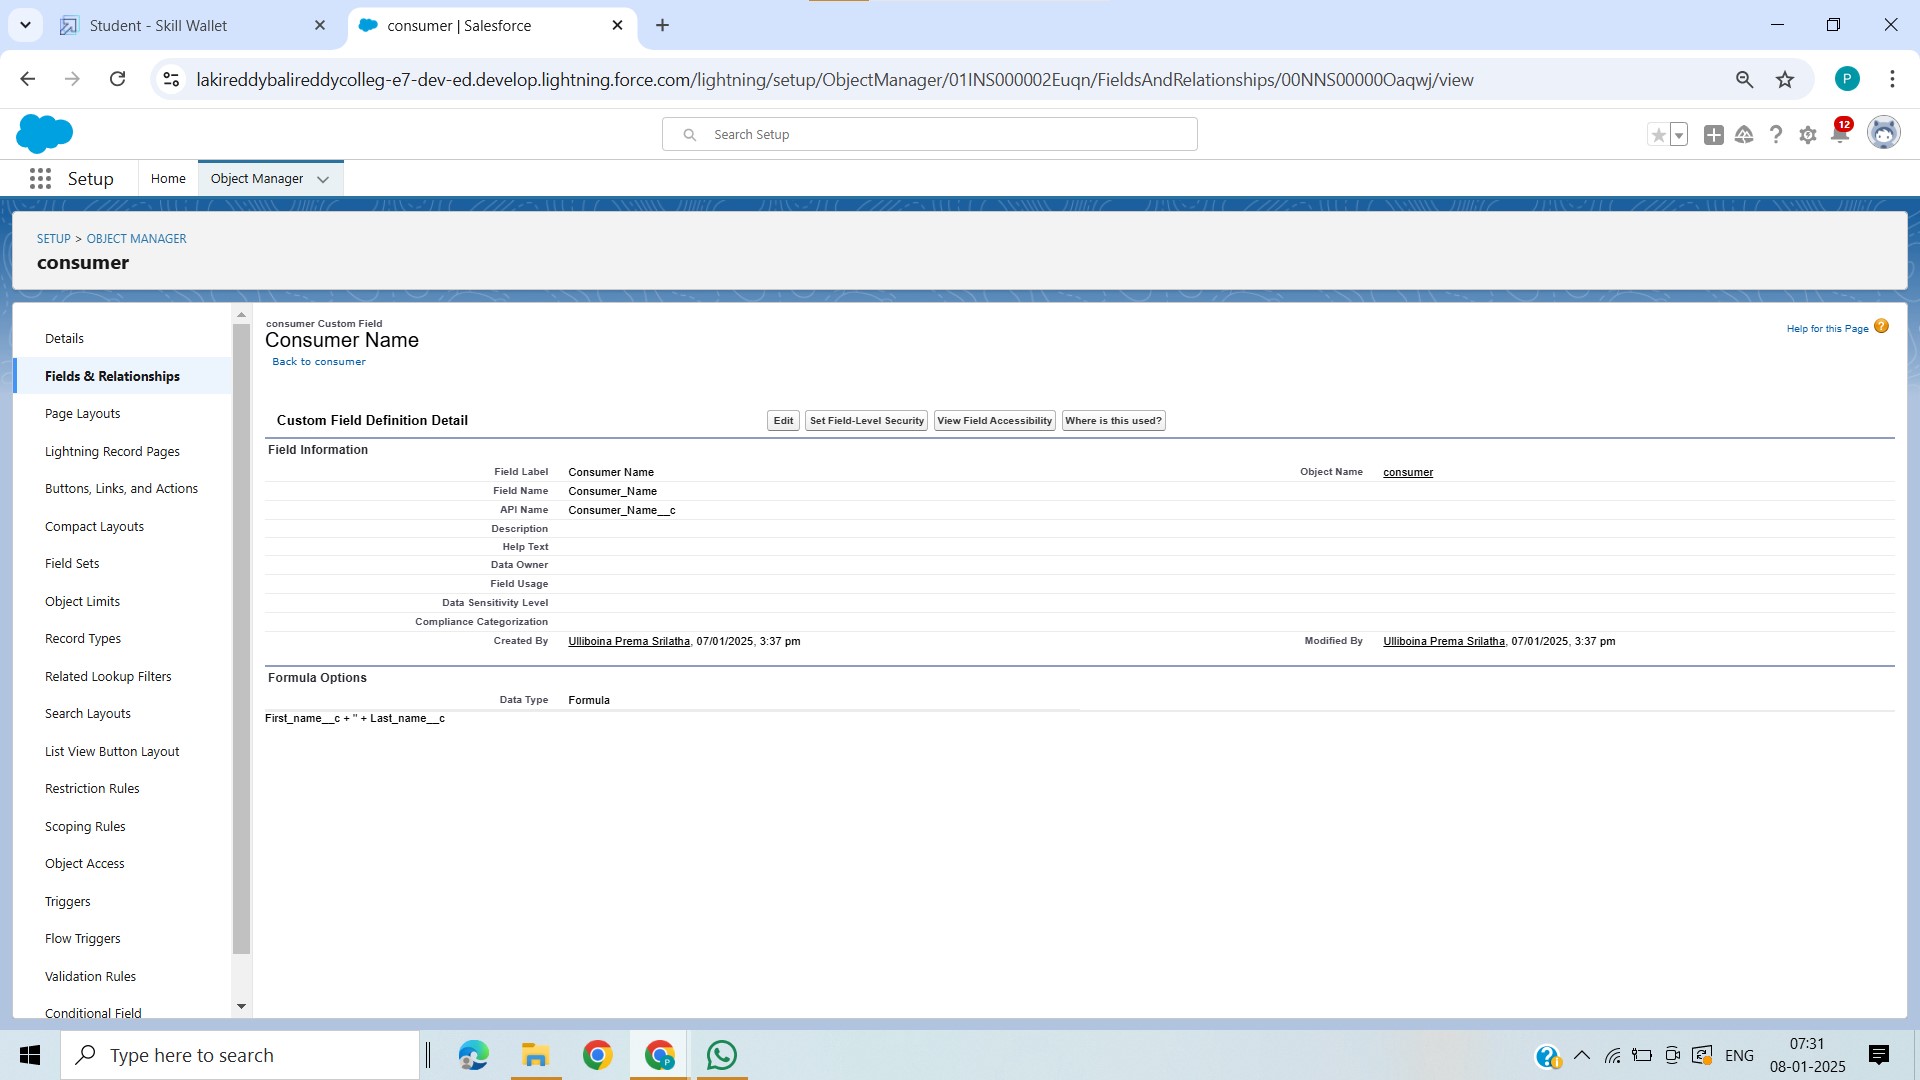 Student - Skill Wallet
consumer | Salesforce
lakireddybalireddycolleg-e7-dev-ed.develop.lightning.force.com/lightning/setup/ObjectManager/01INS000002Euqn/FieldsAndRelationships/00NNS00000Oaqwj/view
P
Search Setup
12
Setup
Home
Object Manager
SETUP > OBJECT MANAGER
consumer
Details
Fields & Relationships
Page Layouts
Lightning Record Pages
Buttons, Links, and Actions
Compact Layouts
Field Sets
Object Limits
Record Types
Related Lookup Filters
Search Layouts
List View Button Layout
Restriction Rules
Scoping Rules
Object Access
Triggers
Flow Triggers
Validation Rules
Conditional Field
consumer Custom Field
Consumer Name
Back to consumer
Help for this Page ?
Custom Field Definition Detail
Edit
Set Field-Level Security
View Field Accessibility
Where is this used?
Field Information
Field Label Consumer Name Object Name consumer
Field Name Consumer_Name
API Name Consumer_Name__c
Description
Help Text
Data Owner
Field Usage
Data Sensitivity Level
Compliance Categorization
Created By Ulliboina Prema Srilatha, 07/01/2025, 3:37 pm Modified By Ulliboina Prema Srilatha, 07/01/2025, 3:37 pm
Formula Options
Data Type Formula
First_name__c + '' + Last_name__c
Type here to search
P
ENG
07:31
08-01-2025